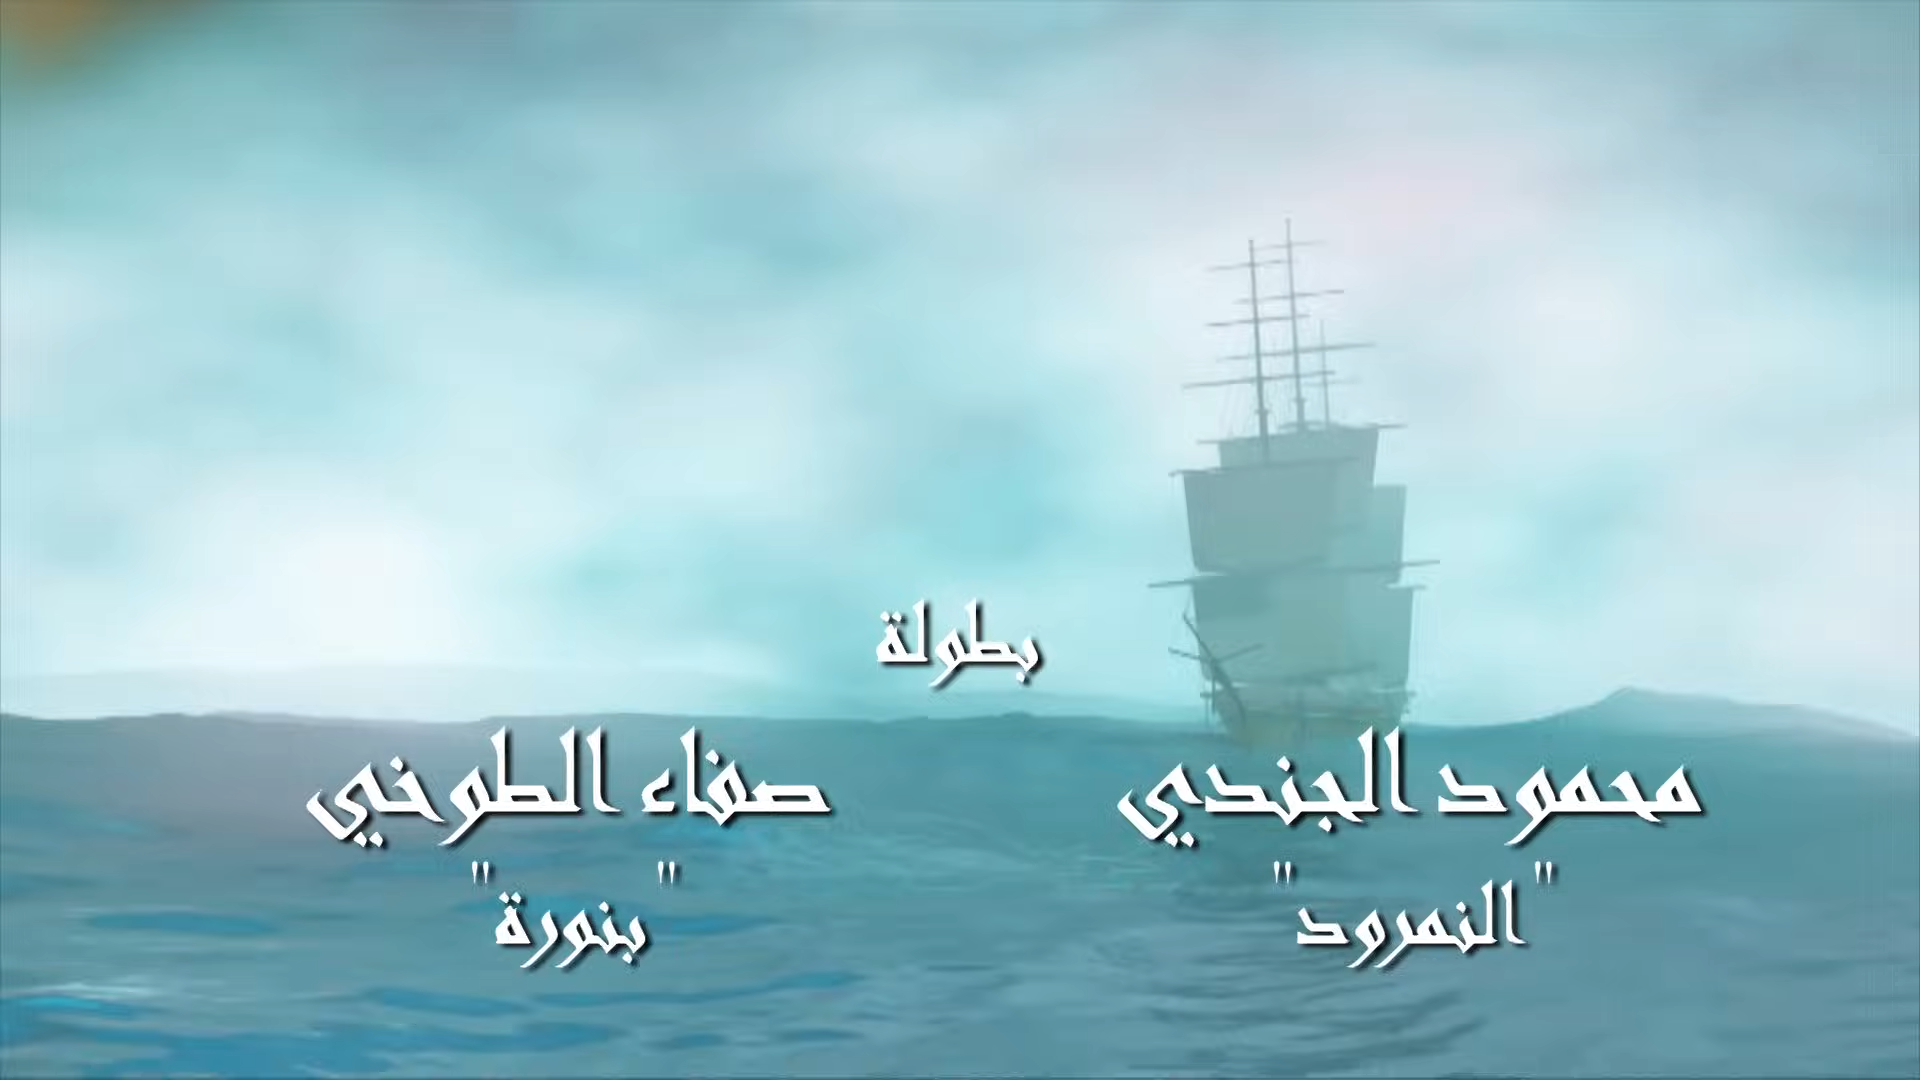 بطولة
محمود الجندي
"النمرود"
صفاء الطوخي
"بنورة"